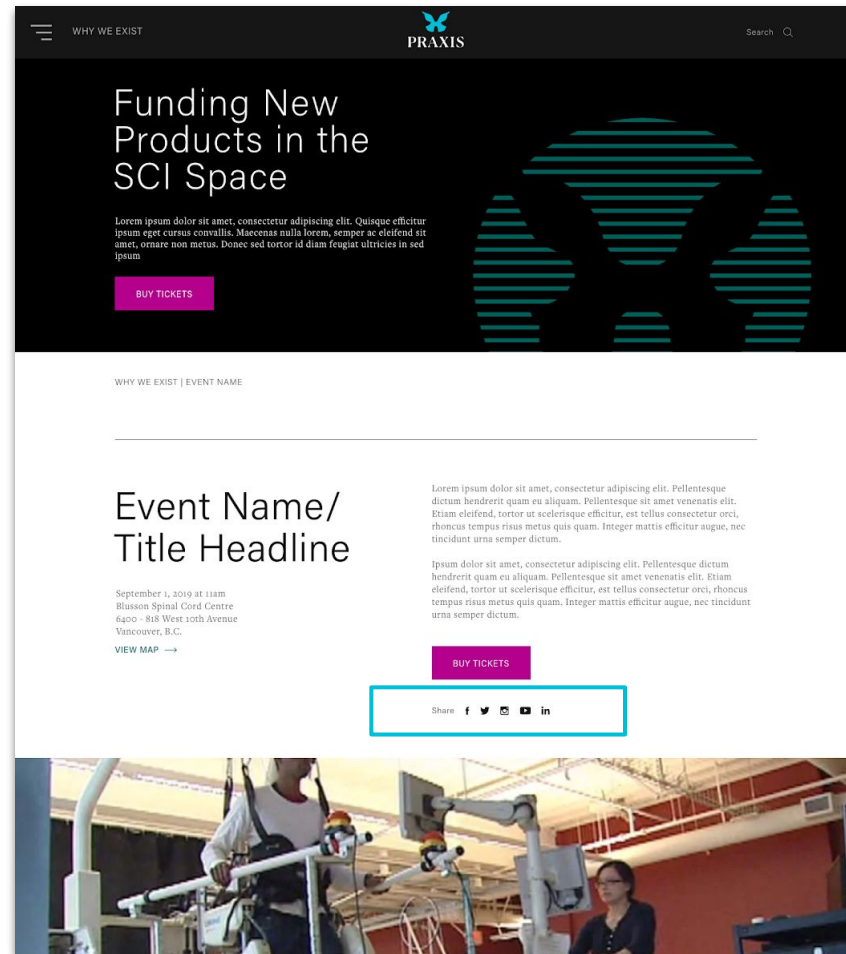 WHY WE EXIST
PRAXIS
Search
Funding New
Products in the
SCI Space
Lorem ipsum dolor sit amet, consectetur adipiscing elit. Quisque efficitur
ipsum eget cursus convallis. Maecenas nulla lorem, semper ac eleifend sit
amet, ornare non metus. Donec sed tortor id diam feugiat ultricies in sed
ipsum
BUY TICKETS
WHY WE EXIST | EVENT NAME
Event Name/
Title Headline
September 1, 2019 at 11am
Blusson Spinal Cord Centre
6400 - 818 West 10th Avenue
Vancouver, B.C.
VIEW MAP →
Lorem ipsum dolor sit amet, consectetur adipiscing elit. Pellentesque
dictum hendrerit quam eu aliquam. Pellentesque sit amet venenatis elit.
Etiam eleifend, tortor ut scelerisque efficitur, est tellus consectetur orci,
rhoncus tempus risus metus quis quam. Integer mattis efficitur augue, nec
tincidunt urna semper dictum.
Ipsum dolor sit amet, consectetur adipiscing elit. Pellentesque dictum
hendrerit quam eu aliquam. Pellentesque sit amet venenatis elit. Etiam
eleifend, tortor ut scelerisque efficitur, est tellus consectetur orci, rhoncus
tempus risus metus quis quam. Integer mattis efficitur augue, nec tincidunt
urna semper dictum.
BUY TICKETS
Share f in